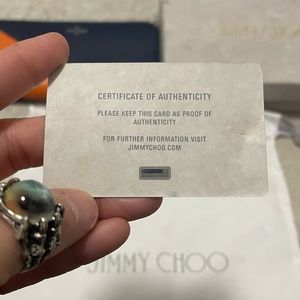 CERTIFICATE OF AUTHENTICITY
PLEASE KEEP THIS CARD AS PROOF OF
AUTHENTICITY
FOR FURTHER INFORMATION VISIT
JIMMYCHOO.COM
JIMMY CHOO